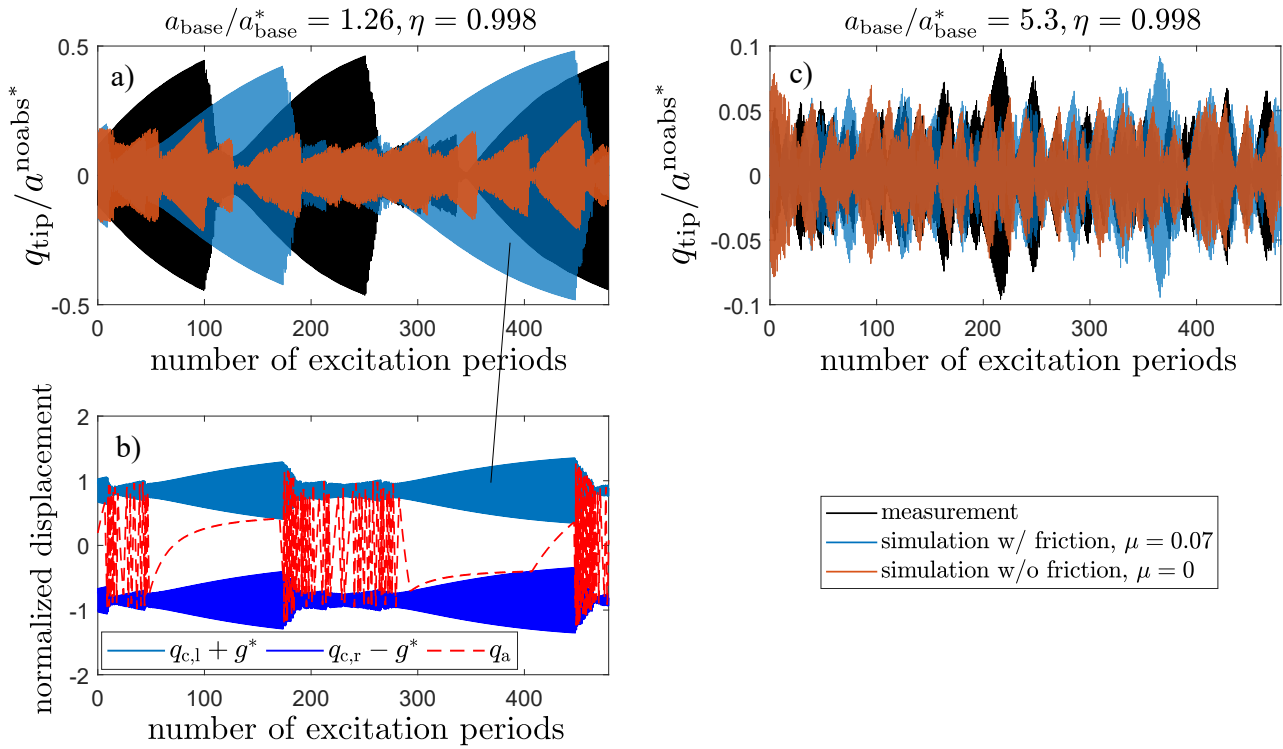 a_base/a*_base = 1.26, η = 0.998
a)
0.5
0
-0.5
q_tip/a^noabs*
0 100 200 300 400
number of excitation periods
a_base/a*_base = 5.3, η = 0.998
c)
0.1
0.05
0
-0.05
-0.1
q_tip/a^noabs*
0 100 200 300 400
number of excitation periods
b)
2
1
0
-1
-2
normalized displacement
q_c,l + g* q_c,r − g* q_a
0 100 200 300 400
number of excitation periods
measurement
simulation w/ friction, μ = 0.07
simulation w/o friction, μ = 0